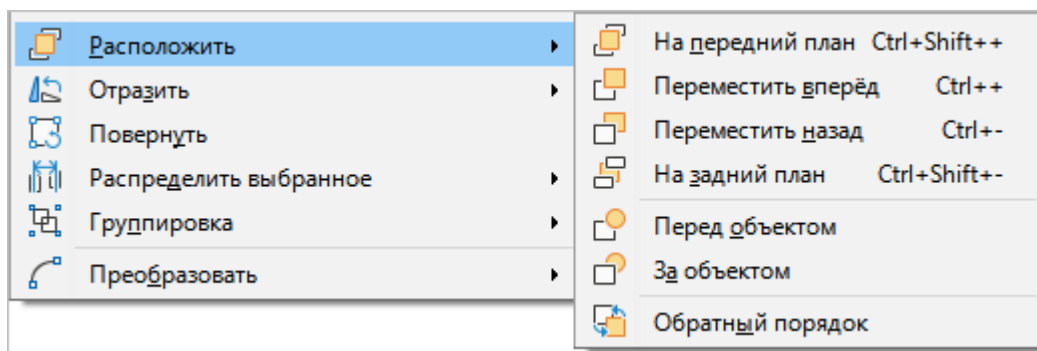 Расположить
Отразить
Повернуть
Распределить выбранное
Группировка
Преобразовать
На передний план Ctrl+Shift++
Переместить вперёд Ctrl++
Переместить назад Ctrl+-
На задний план Ctrl+Shift+-
Перед объектом
За объектом
Обратный порядок